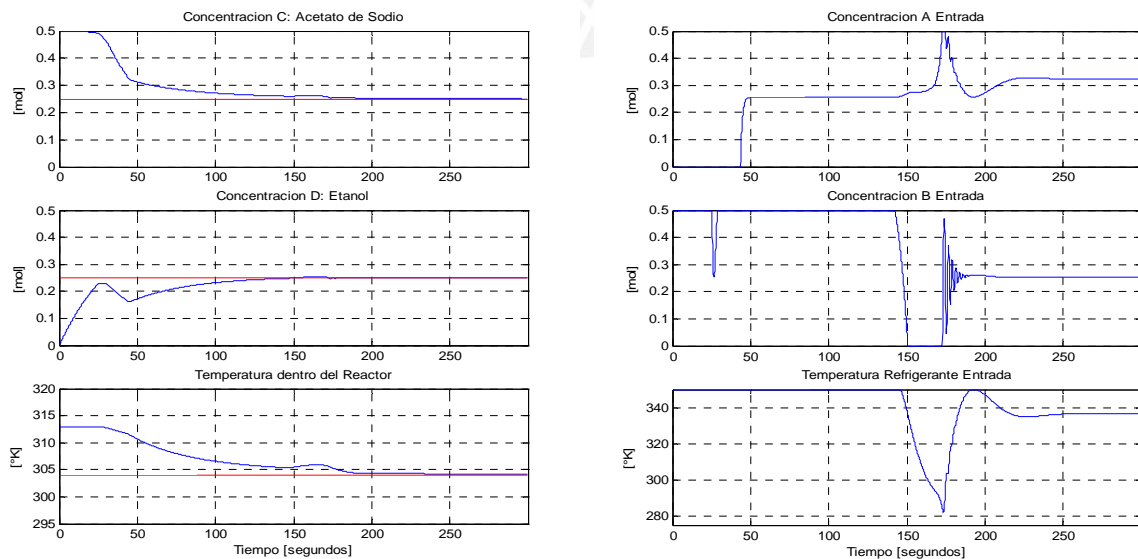 Concentracion C: Acetato de Sodio
0.5
0.4
0.3
0.2
0.1
0
[mol]
0 50 100 150 200 250
Concentracion D: Etanol
0.5
0.4
0.3
0.2
0.1
0
[mol]
0 50 100 150 200 250
Temperatura dentro del Reactor
320
315
310
305
300
295
[°K]
0 50 100 150 200 250
Tiempo [segundos]
Concentracion A Entrada
0.5
0.4
0.3
0.2
0.1
0
[mol]
0 50 100 150 200 250
Concentracion B Entrada
0.5
0.4
0.3
0.2
0.1
0
[mol]
0 50 100 150 200 250
Temperatura Refrigerante Entrada
340
320
300
280
[°K]
0 50 100 150 200 250
Tiempo [segundos]